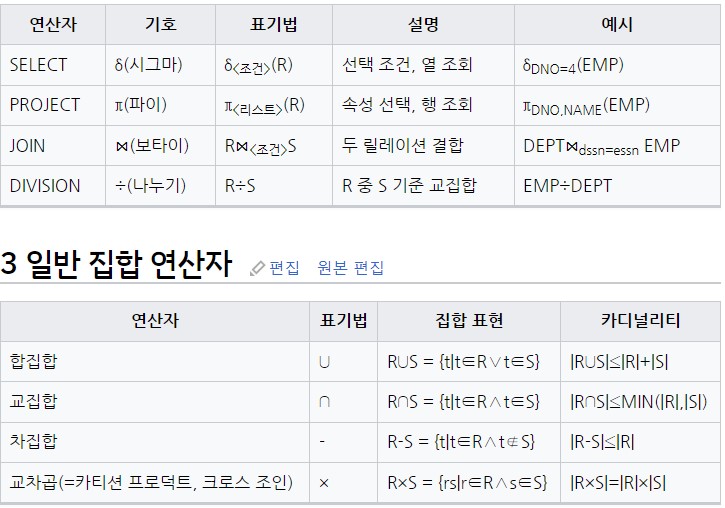 연산자 기호 표기법 설명 예시
SELECT δ(시그마) δ<조건>(R) 선택 조건, 열 조회 δDNO=4(EMP)
PROJECT π(파이) π<리스트>(R) 속성 선택, 행 조회 πDNO,NAME(EMP)
JOIN ⋈(보타이) R⋈<조건>S 두 릴레이션 결합 DEPT⋈dssn=essn EMP
DIVISION ÷(나누기) R÷S R 중 S 기준 교집합 EMP÷DEPT
3 일반 집합 연산자 편집 원본 편집
연산자 표기법 집합 표현 카디널리티
합집합 ∪ R∪S = {t|t∈R∨t∈S} |R∪S|≤|R|+|S|
교집합 ∩ R∩S = {t|t∈R∧t∈S} |R∩S|≤MIN(|R|,|S|)
차집합 - R-S = {t|t∈R∧t∉S} |R-S|≤|R|
교차곱(=카티션 프로덕트, 크로스 조인) × R×S = {rs|r∈R∧s∈S} |R×S|=|R|×|S|